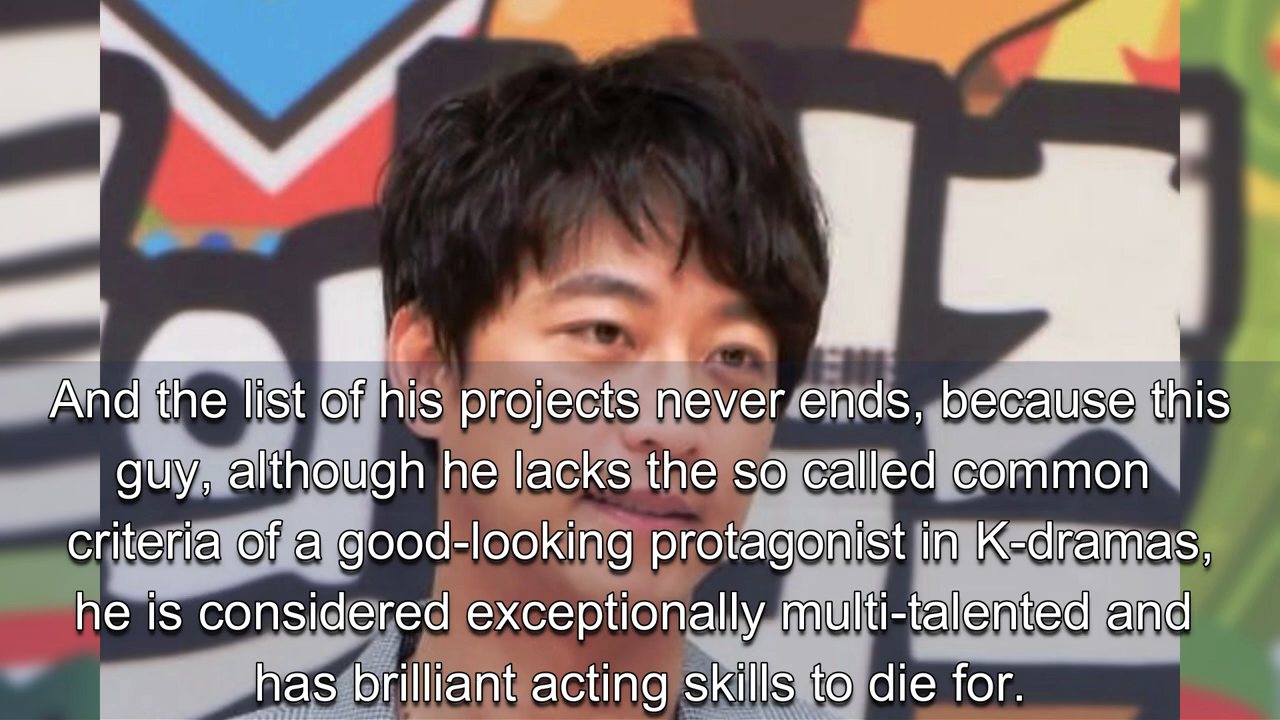 And the list of his projects never ends, because this
guy, although he lacks the so called common
criteria of a good-looking protagonist in K-dramas,
he is considered exceptionally multi-talented and
has brilliant acting skills to die for.